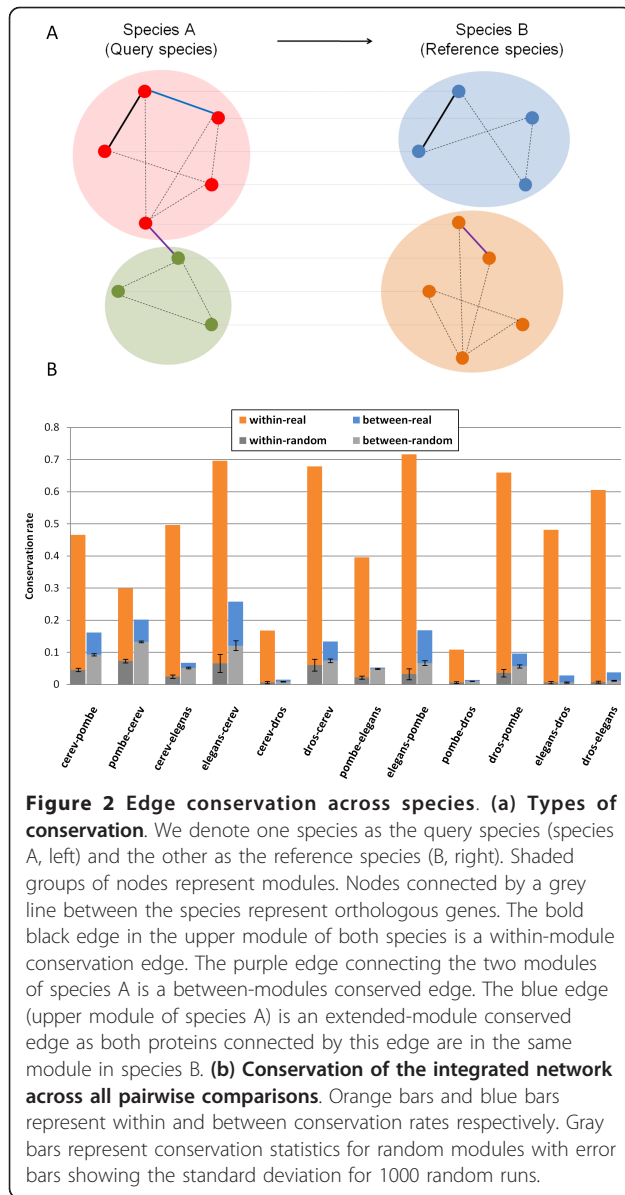 A
Species A
(Query species)
Species B
(Reference species)
B
within-real
between-real
within-random
between-random
0.8
0.7
0.6
0.5
0.4
0.3
0.2
0.1
0
Conservation rate
cerev-pombe
pombe-cerev
cerev-elegnas
elegans-cerev
cerev-dros
dros-cerev
pombe-elegans
elegans-pombe
pombe-dros
dros-pombe
elegans-dros
dros-elegans
Figure 2 Edge conservation across species. (a) Types of
conservation. We denote one species as the query species (species
A, left) and the other as the reference species (B, right). Shaded
groups of nodes represent modules. Nodes connected by a grey
line between the species represent orthologous genes. The bold
black edge in the upper module of both species is a within-module
conservation edge. The purple edge connecting the two modules
of species A is a between-modules conserved edge. The blue edge
(upper module of species A) is an extended-module conserved
edge as both proteins connected by this edge are in the same
module in species B. (b) Conservation of the integrated network
across all pairwise comparisons. Orange bars and blue bars
represent within and between conservation rates respectively. Gray
bars represent conservation statistics for random modules with error
bars showing the standard deviation for 1000 random runs.